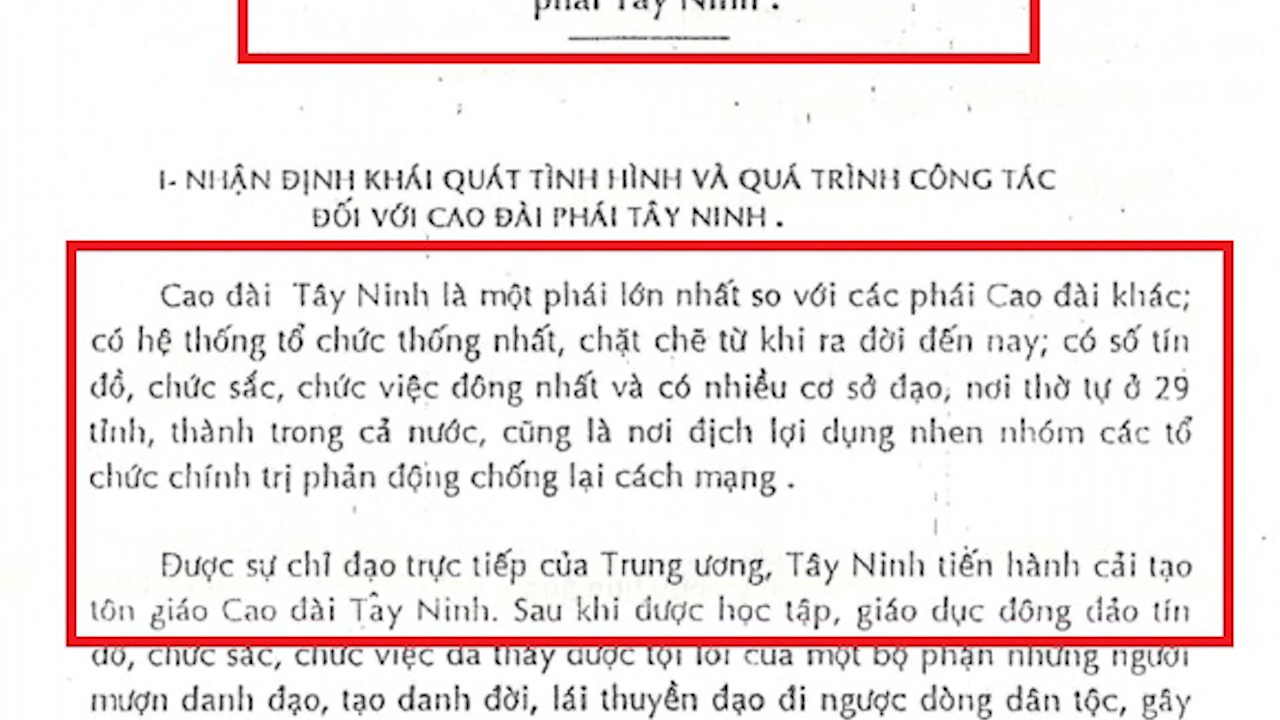 phái Tây Ninh .
I- NHẬN ĐỊNH KHÁI QUÁT TÌNH HÌNH VÀ QUÁ TRÌNH CÔNG TÁC
ĐỐI VỚI CAO ĐÀI PHÁI TÂY NINH .
Cao đài Tây Ninh là một phái lớn nhất so với các phái Cao đài khác;
có hệ thống tổ chức thống nhất, chặt chẽ từ khi ra đời đến nay; có số tín
đồ, chức sắc, chức việc đông nhất và có nhiều cơ sở đạo, nơi thờ tự ở 29
tỉnh, thành trong cả nước, cũng là nơi địch lợi dụng nhen nhóm các tổ
chức chính trị phản động chống lại cách mạng .
Được sự chỉ đạo trực tiếp của Trung ương, Tây Ninh tiến hành cải tạo
tôn giáo Cao đài Tây Ninh. Sau khi được học tập, giáo dục đông đảo tín
đồ, chức sắc, chức việc đã thấy được tội lỗi của một bộ phận những người
mượn danh đạo, tạo danh đời, lái thuyền đạo đi ngược dòng dân tộc, gây